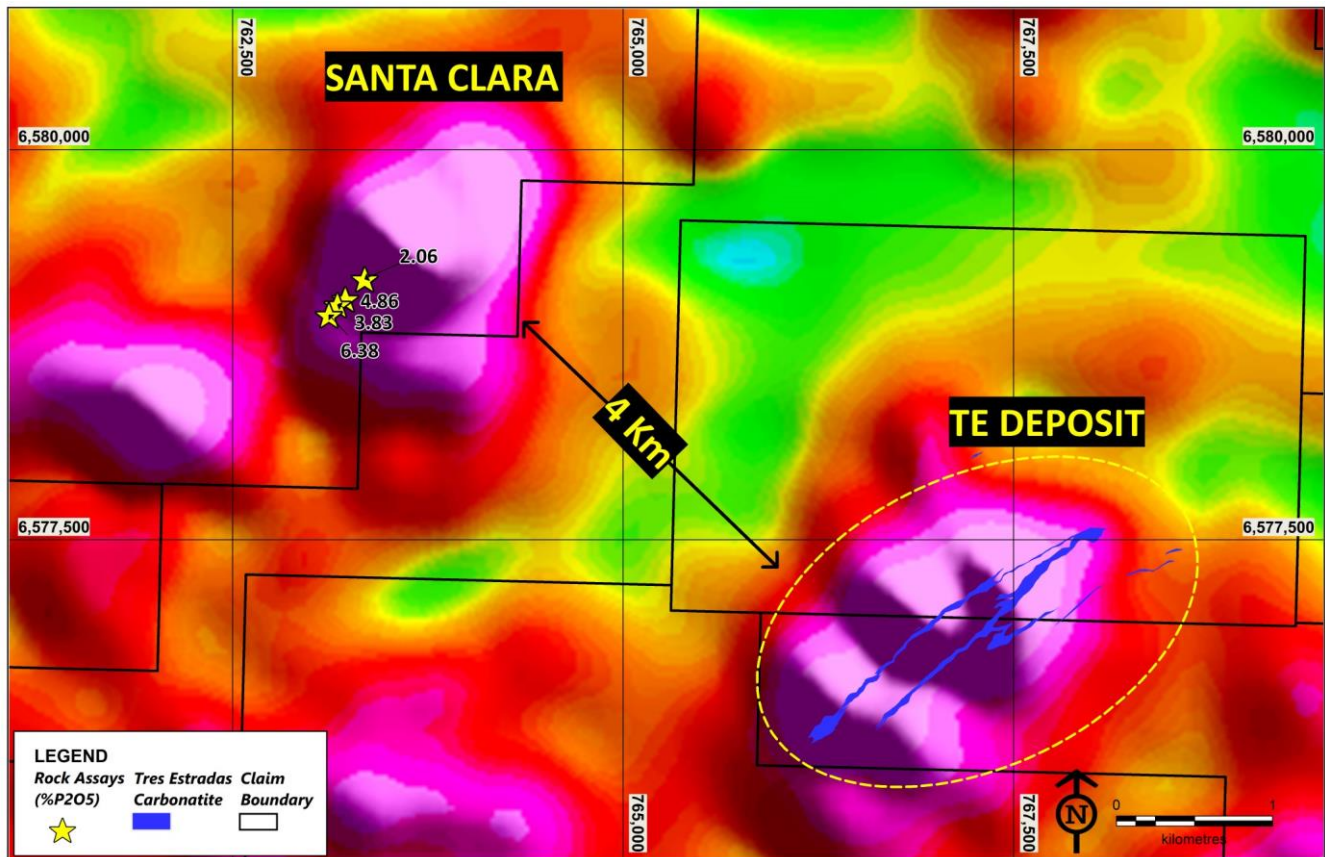 762,500
765,000
767,500
SANTA CLARA
6,580,000
6,580,000
2.06
4.86
3.83
6.38
4 Km
TE DEPOSIT
6,577,500
6,577,500
LEGEND
Rock Assays
(%P2O5)
Tres Estradas
Carbonatite
Claim
Boundary
765,000
767,500
N
0
1
kilometres